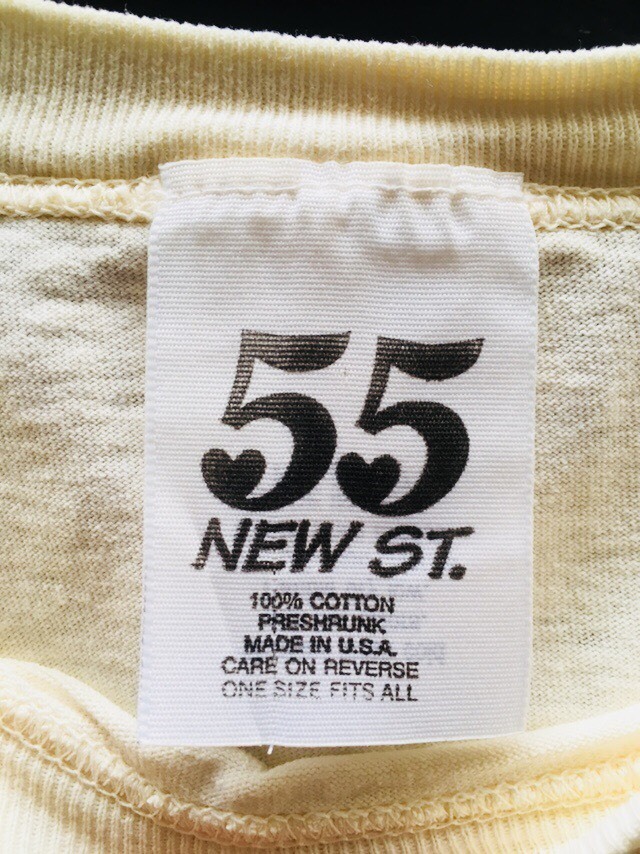 55
NEW ST.
100% COTTON
PRESHRUNK
MADE IN U.S.A.
CARE ON REVERSE
ONE SIZE FITS ALL